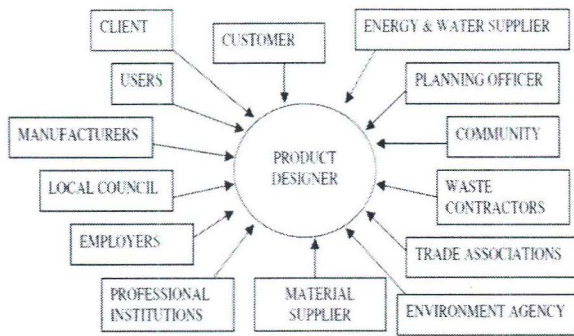 CLIENT
CUSTOMER
ENERGY & WATER SUPPLIER
USERS
PLANNING OFFICER
MANUFACTURERS
COMMUNITY
PRODUCT
DESIGNER
LOCAL COUNCIL
WASTE
CONTRACTORS
EMPLOYERS
TRADE ASSOCIATIONS
PROFESSIONAL
INSTITUTIONS
MATERIAL
SUPPLIER
ENVIRONMENT AGENCY